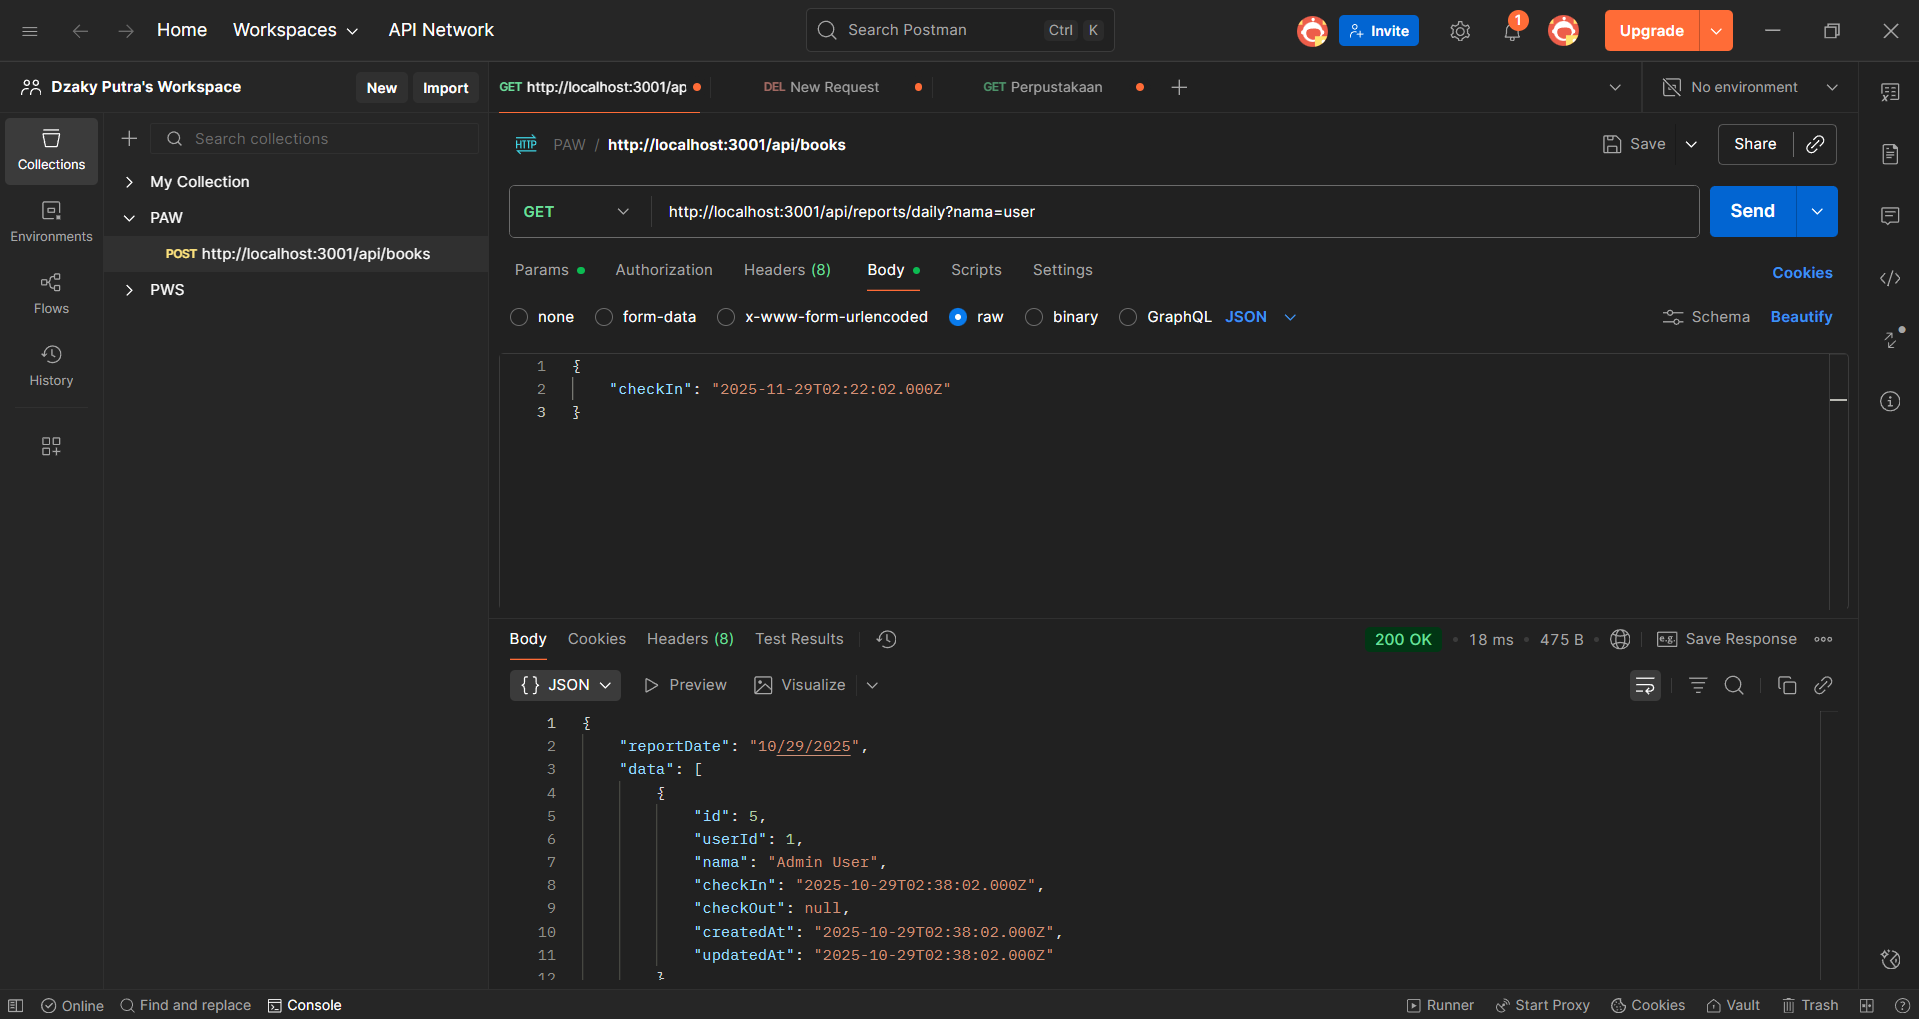 Home Workspaces API Network Search Postman Ctrl K Invite 1 Upgrade
Dzaky Putra's Workspace New Import GET http://localhost:3001/ap DEL New Request GET Perpustakaan No environment
Search collections
Collections
My Collection
PAW
POST http://localhost:3001/api/books
PWS
Environments
Flows
History
HTTP PAW / http://localhost:3001/api/books Save Share
GET http://localhost:3001/api/reports/daily?nama=user Send
Params Authorization Headers (8) Body Scripts Settings Cookies
none form-data x-www-form-urlencoded raw binary GraphQL JSON Schema Beautify
1 {
2 "checkIn": "2025-11-29T02:22:02.000Z"
3 }
Body Cookies Headers (8) Test Results 200 OK 18 ms 475 B e.g. Save Response
{} JSON Preview Visualize
1 {
2 "reportDate": "10/29/2025",
3 "data": [
4 {
5 "id": 5,
6 "userId": 1,
7 "nama": "Admin User",
8 "checkIn": "2025-10-29T02:38:02.000Z",
9 "checkOut": null,
10 "createdAt": "2025-10-29T02:38:02.000Z",
11 "updatedAt": "2025-10-29T02:38:02.000Z"
12 }
Online Find and replace Console Runner Start Proxy Cookies Vault Trash